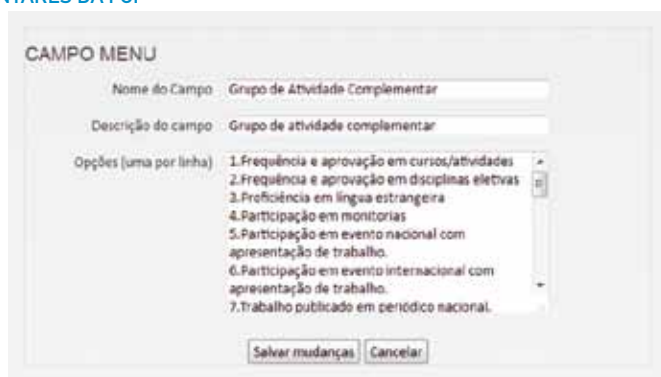 CAMPO MENU
Nome do Campo Grupo de Atividade Complementar
Descrição do campo Grupo de atividade complementar
Opções (uma por linha) 1.Frequência e aprovação em cursos/atividades
2.Frequência e aprovação em disciplinas eletivas
3.Proficiência em língua estrangeira
4.Participação em monitorias
5.Participação em evento nacional com
apresentação de trabalho.
6.Participação em evento internacional com
apresentação de trabalho.
7.Trabalho publicado em periódico nacional.
Salvar mudanças Cancelar